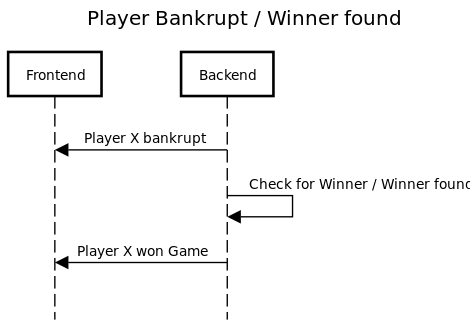 Player Bankrupt / Winner found
Frontend
Backend
Player X bankrupt
Check for Winner / Winner found
Player X won Game